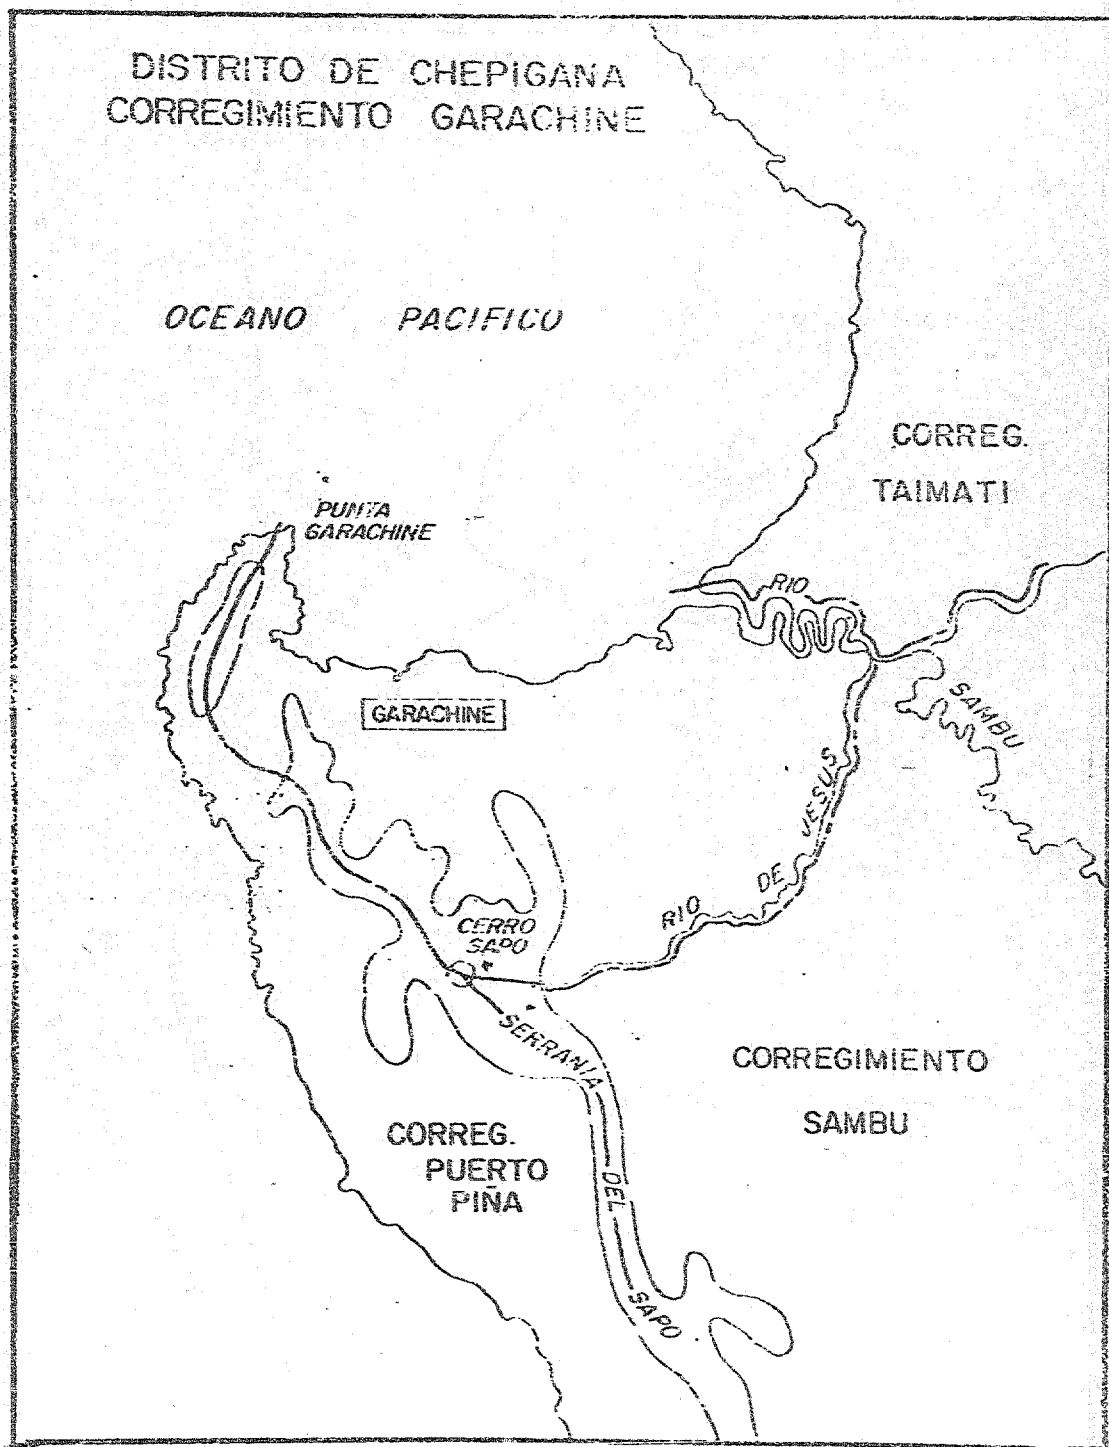 DISTRITO DE CHEPIGANA
CORREGIMIENTO GARACHINE
OCEANO PACIFICO
CORREG.
TAIMATI
PUNTA
GARACHINE
RIO
SAMBU
GARACHINE
RIO DE JESUS
CERRO
SAPO
SERRANIA DEL SAPO
CORREGIMIENTO
SAMBU
CORREG.
PUERTO
PIÑA